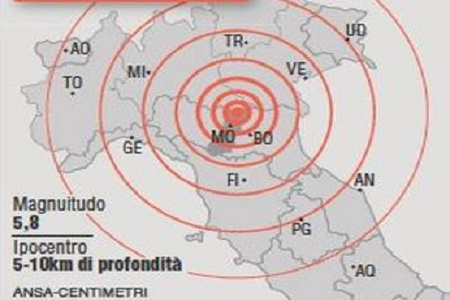 AO
TR
UD
TO
MI
VE
GE
MO
BO
FI
AN
PG
AQ
Magnuitudo
5,8
Ipocentro
5-10km di profondità
ANSA-CENTIMETRI